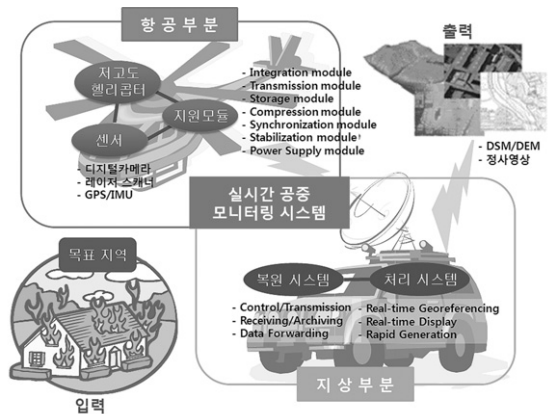 항공부분
저고도
헬리콥터
지원모듈
센서
- 디지털카메라
- 레이저 스캐너
- GPS/IMU
- Integration module
- Transmission module
- Storage module
- Compression module
- Synchronization module
- Stabilization module
- Power Supply module
출력
- DSM/DEM
- 정사영상
실시간 공중
모니터링 시스템
목표 지역
입력
복원 시스템
- Control/Transmission
- Receiving/Archiving
- Data Forwarding
처리 시스템
- Real-time Georeferencing
- Real-time Display
- Rapid Generation
지상부분